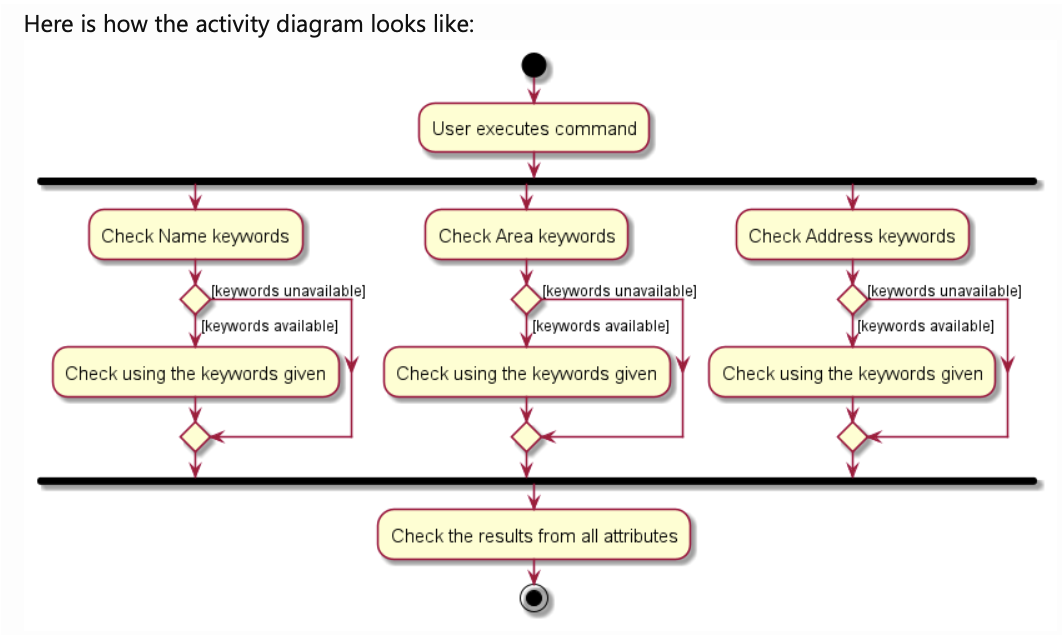 Here is how the activity diagram looks like:
User executes command
Check Name keywords
Check Area keywords
Check Address keywords
[keywords unavailable]
[keywords unavailable]
[keywords unavailable]
[keywords available]
[keywords available]
[keywords available]
Check using the keywords given
Check using the keywords given
Check using the keywords given
Check the results from all attributes